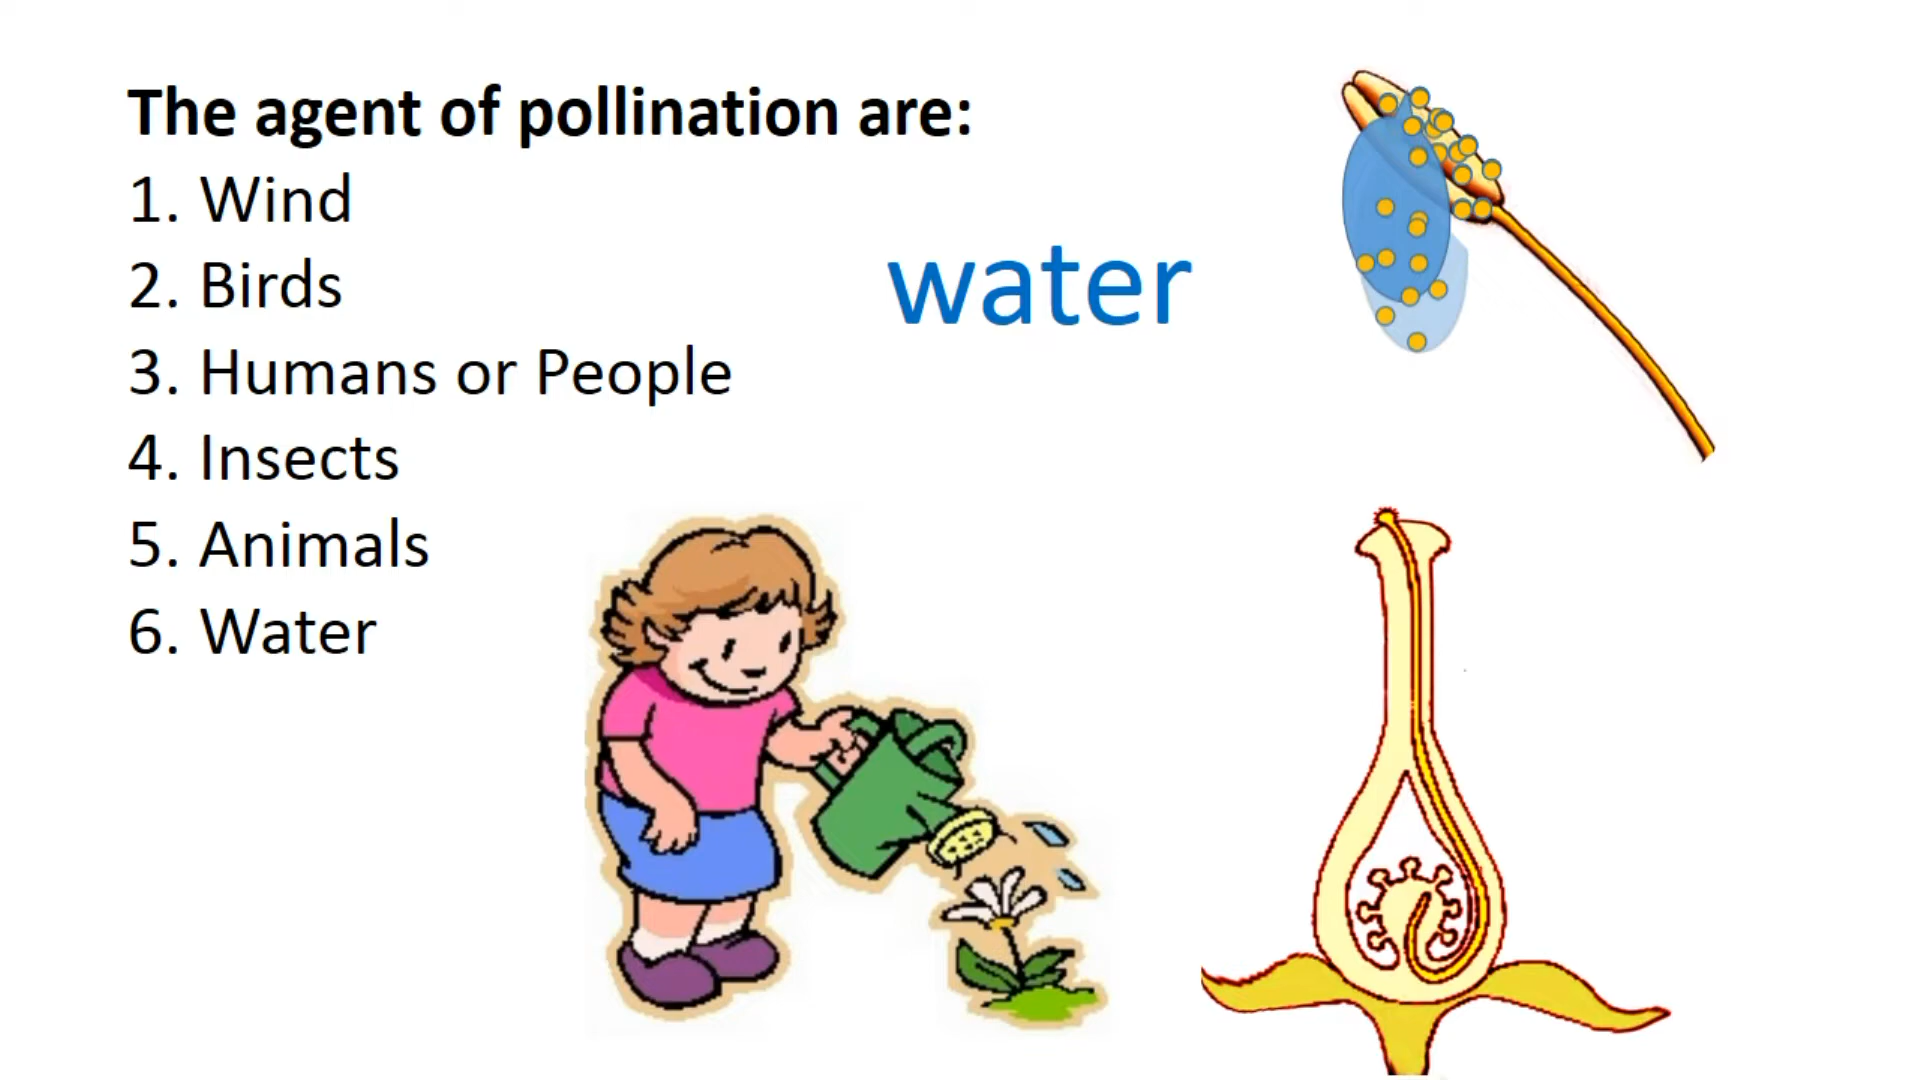 The agent of pollination are:
1. Wind
2. Birds
3. Humans or People
4. Insects
5. Animals
6. Water
water